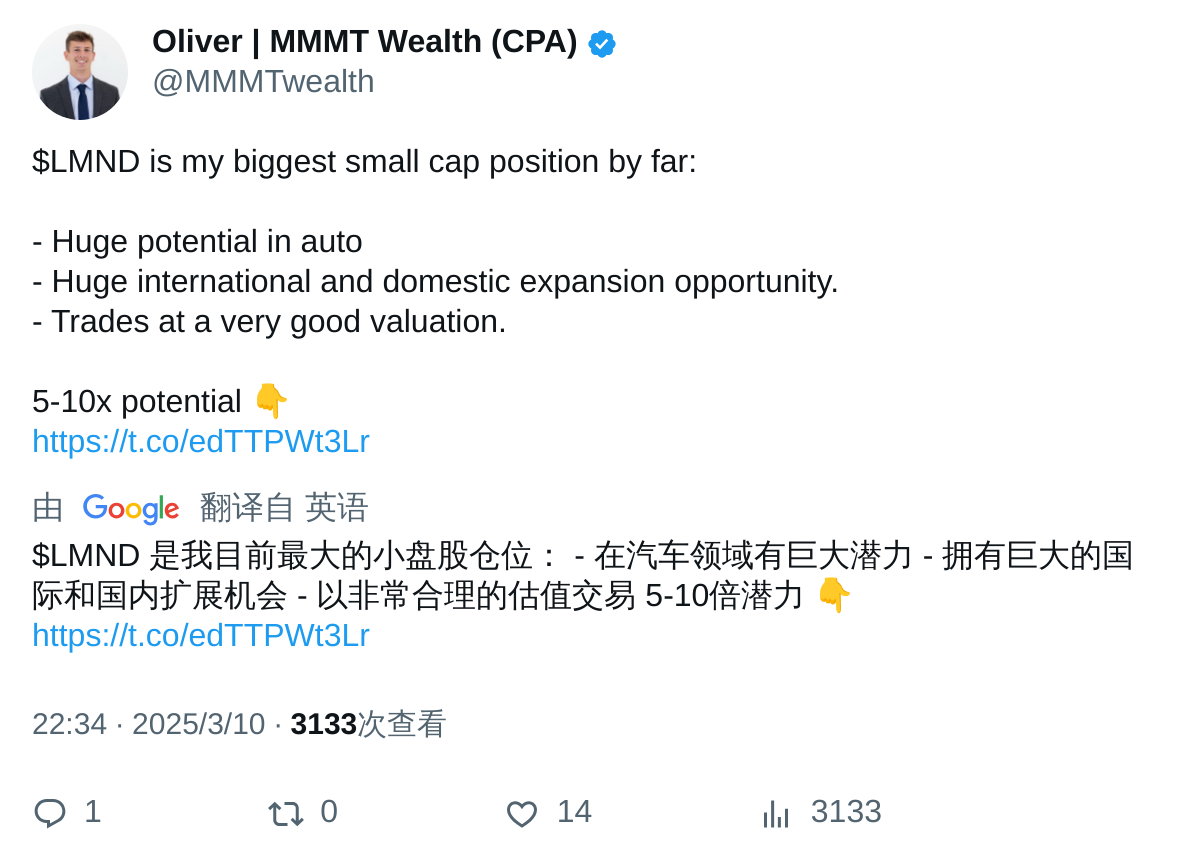 Oliver | MMMT Wealth (CPA)
@MMMTwealth
$LMND is my biggest small cap position by far:
- Huge potential in auto
- Huge international and domestic expansion opportunity.
- Trades at a very good valuation.
5-10x potential 👇
https://t.co/edTTPWt3Lr
由 Google 翻译自 英语
$LMND 是我目前最大的小盘股仓位： - 在汽车领域有巨大潜力 - 拥有巨大的国
际和国内扩展机会 - 以非常合理的估值交易 5-10倍潜力 👇
https://t.co/edTTPWt3Lr
22:34 · 2025/3/10 · 3133次查看
1 0 14 3133